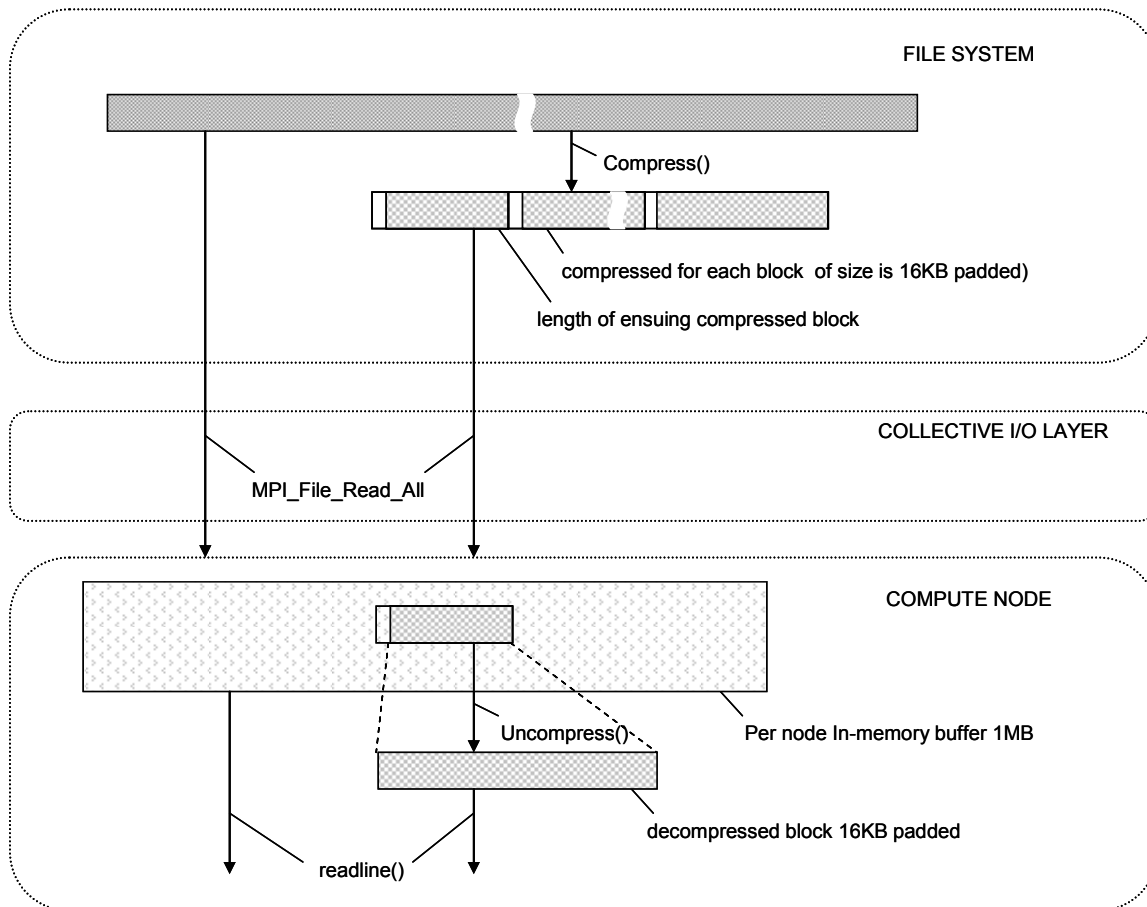 FILE SYSTEM
Compress()
compressed for each block of size is 16KB padded)
length of ensuing compressed block
COLLECTIVE I/O LAYER
MPI_File_Read_All
COMPUTE NODE
Uncompress()
Per node In-memory buffer 1MB
decompressed block 16KB padded
readline()